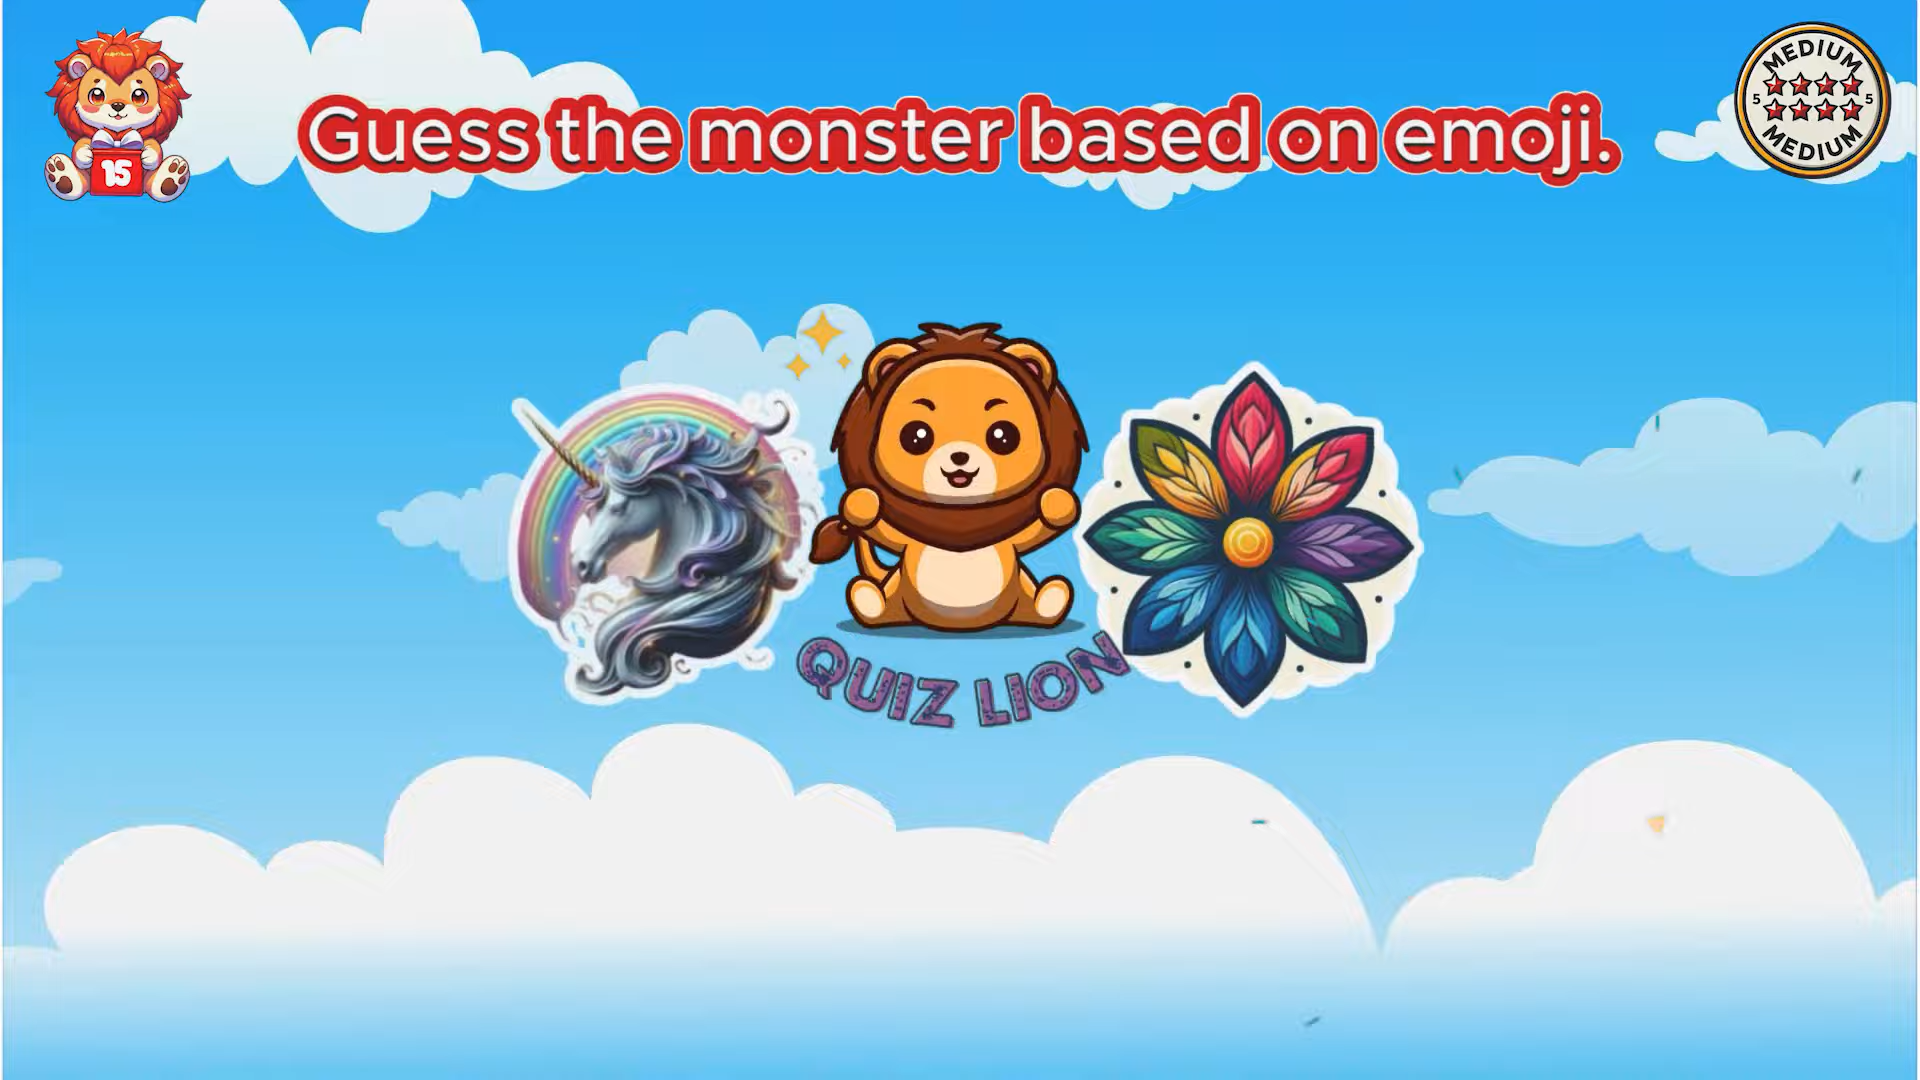 Guess the monster based on emoji.
15
MEDIUM
5 5
MEDIUM
QUIZ LION